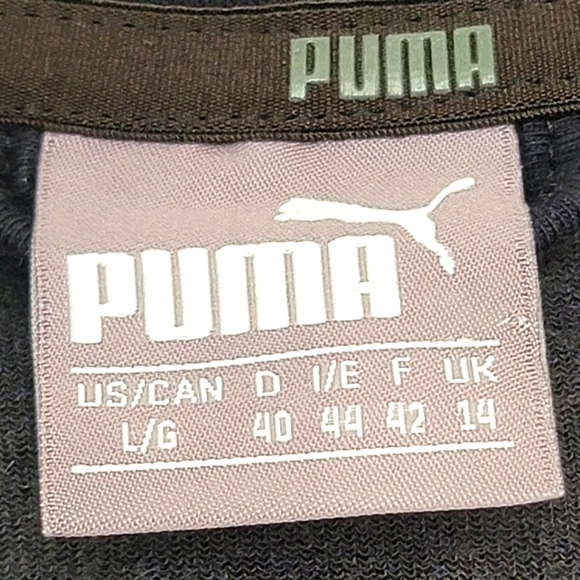 PUMA
PUMA
US/CAN D I/E F UK
L/G 40 44 42 14